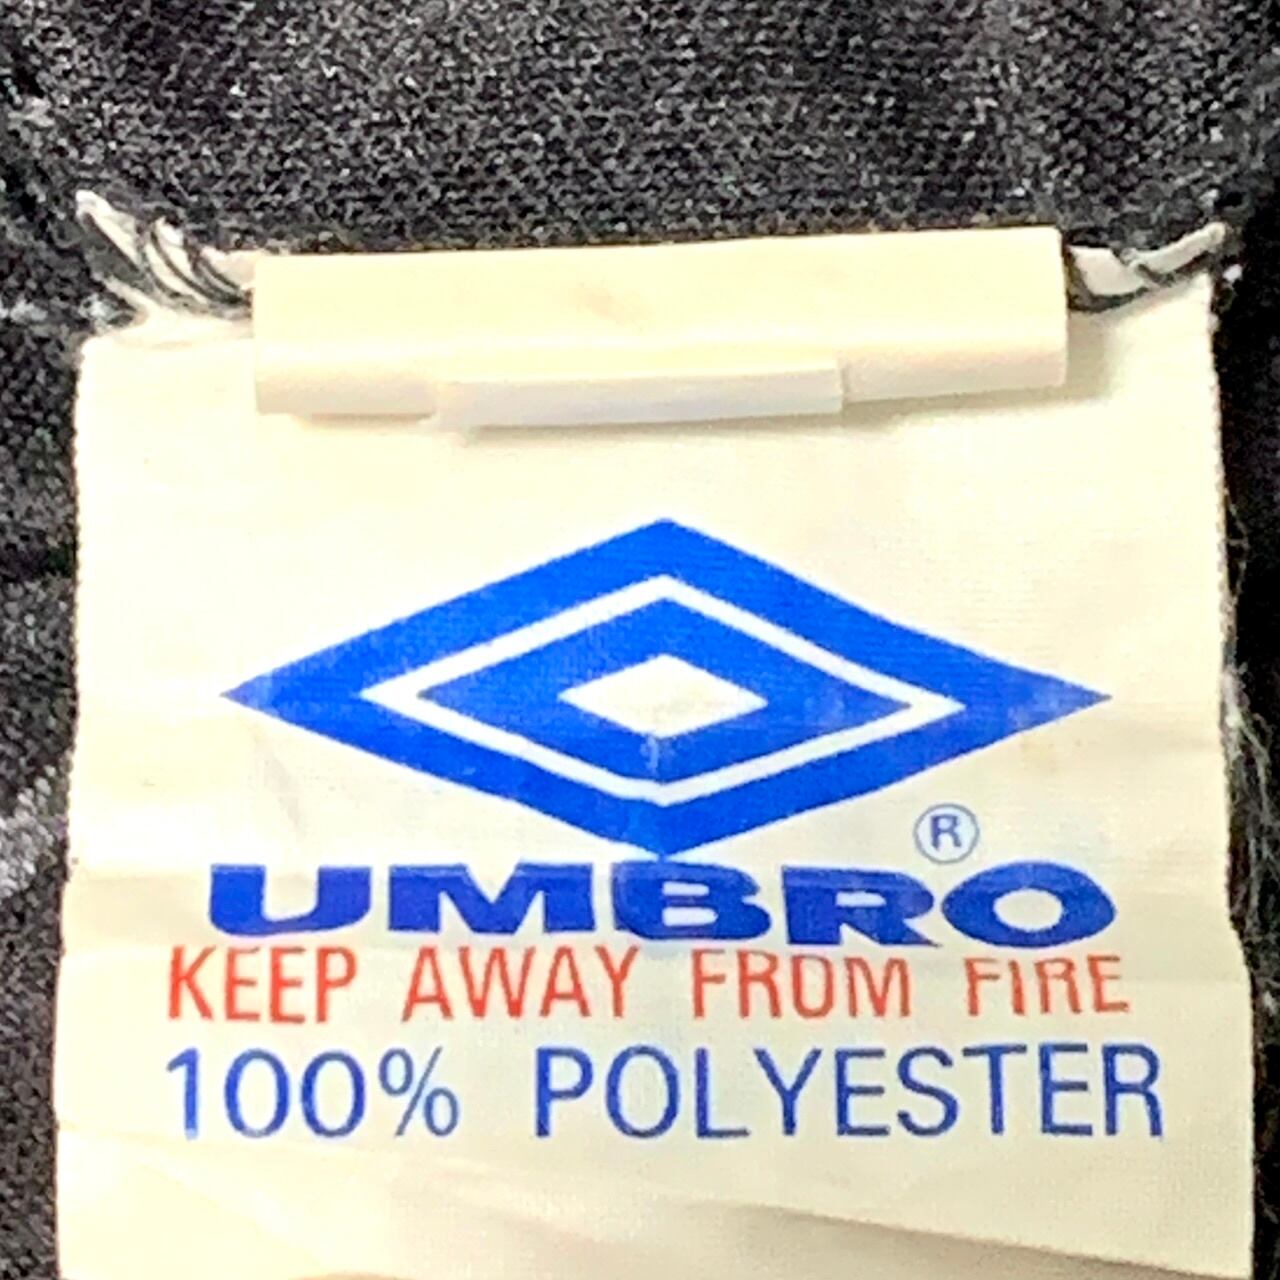 ®
UMBRO
KEEP AWAY FROM FIRE
100% POLYESTER